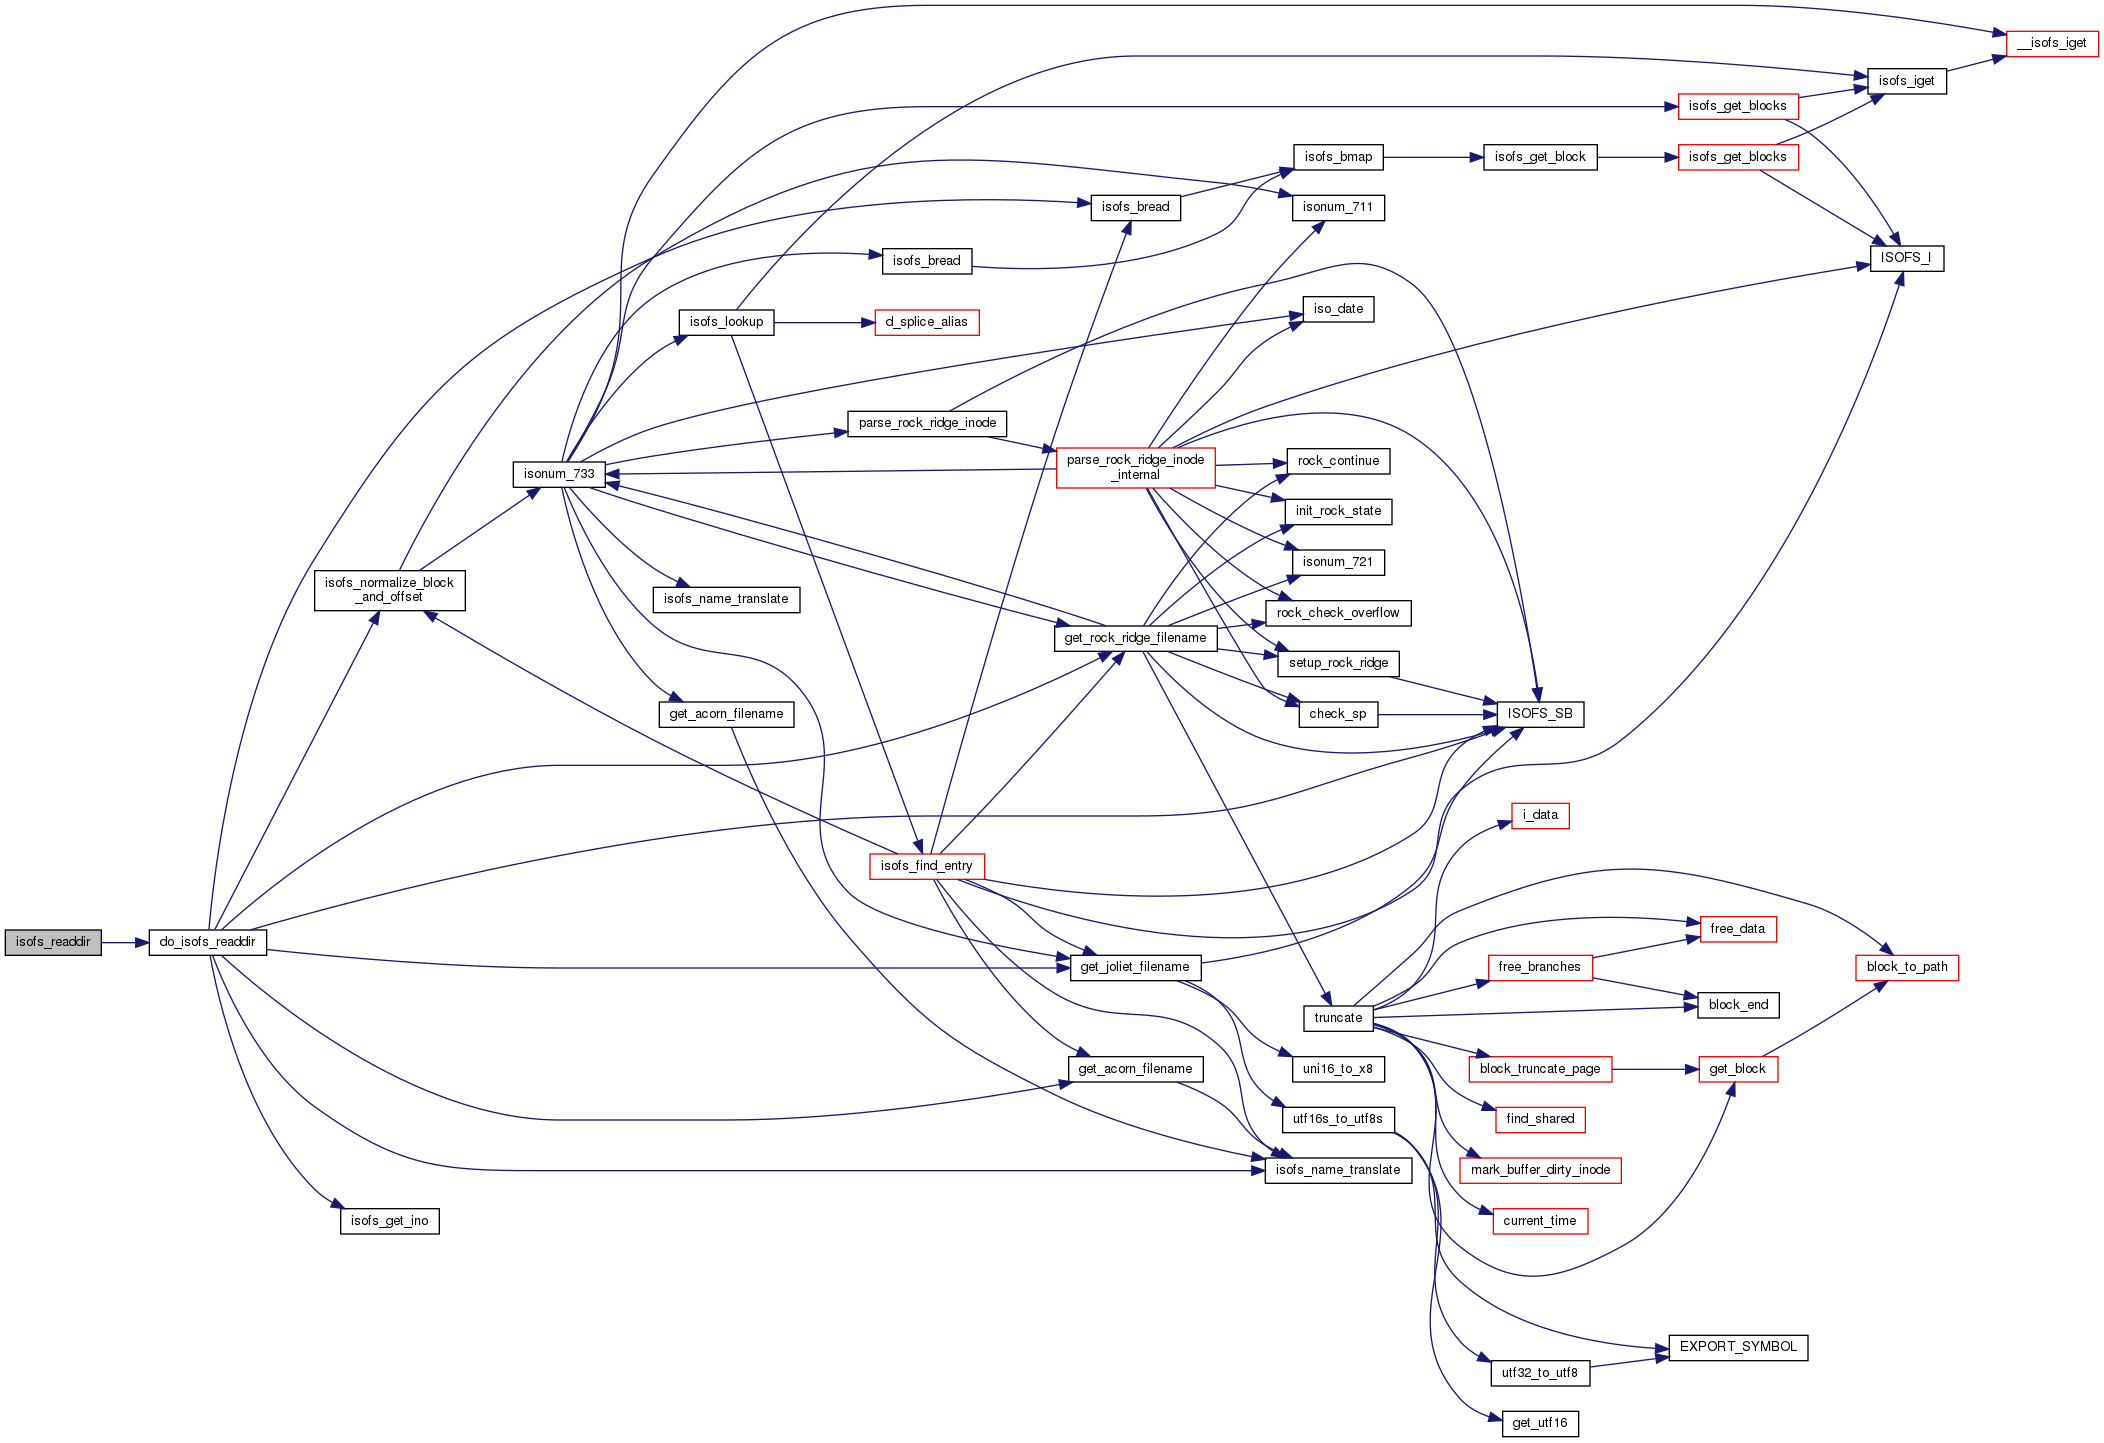 __isofs_iget
isofs_iget
isofs_get_blocks
isofs_bmap
isofs_get_block
isofs_get_blocks
isofs_bread
isonum_711
isofs_bread
ISOFS_I
isofs_lookup
d_splice_alias
iso_date
parse_rock_ridge_inode
isonum_733
parse_rock_ridge_inode
_internal
rock_continue
init_rock_state
isonum_721
isofs_normalize_block
_and_offset
isofs_name_translate
rock_check_overflow
get_rock_ridge_filename
setup_rock_ridge
get_acorn_filename
check_sp
ISOFS_SB
i_data
isofs_find_entry
free_data
isofs_readdir
do_isofs_readdir
get_joliet_filename
free_branches
block_to_path
block_end
truncate
get_acorn_filename
uni16_to_x8
block_truncate_page
get_block
utf16s_to_utf8s
find_shared
isofs_name_translate
mark_buffer_dirty_inode
isofs_get_ino
current_time
EXPORT_SYMBOL
utf32_to_utf8
get_utf16